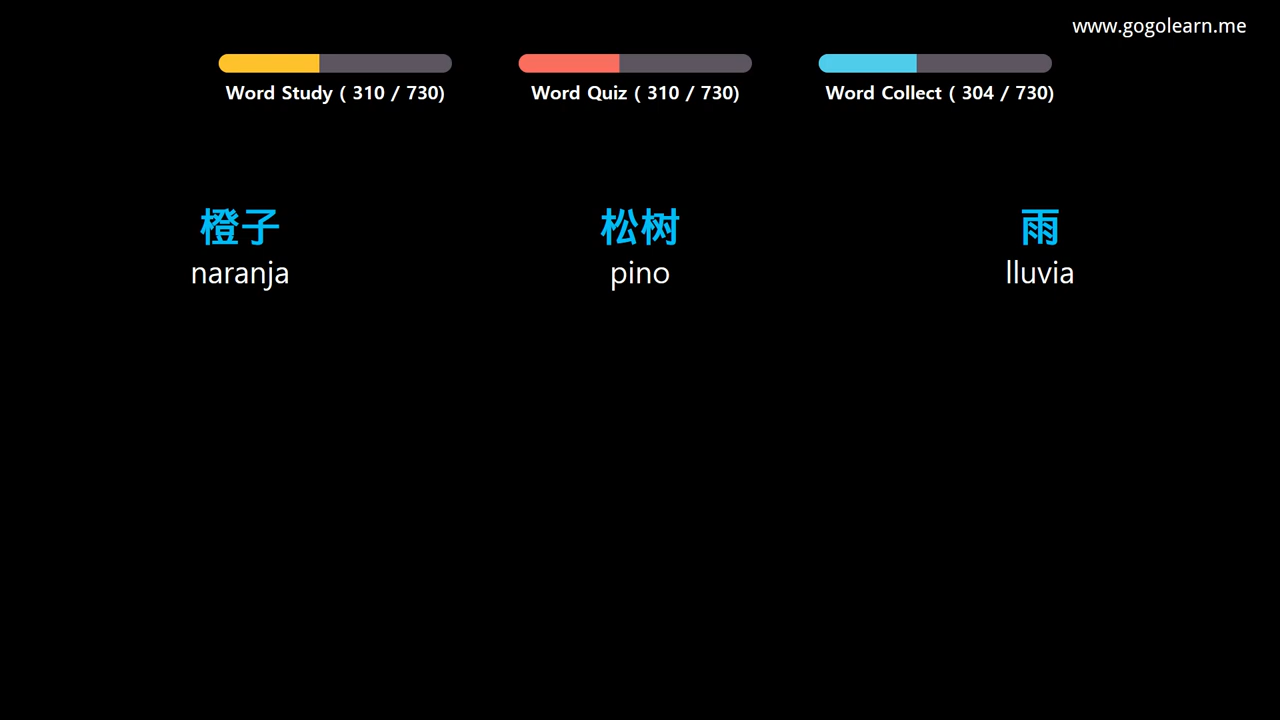 www.gogolearn.me
Word Study ( 310 / 730)
Word Quiz ( 310 / 730)
Word Collect ( 304 / 730)
橙子
naranja
松树
pino
雨
lluvia